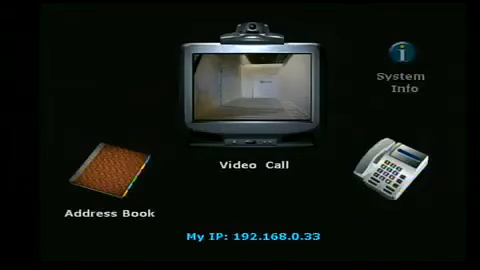 System
Info
Video Call
Address Book
My IP: 192.168.0.33